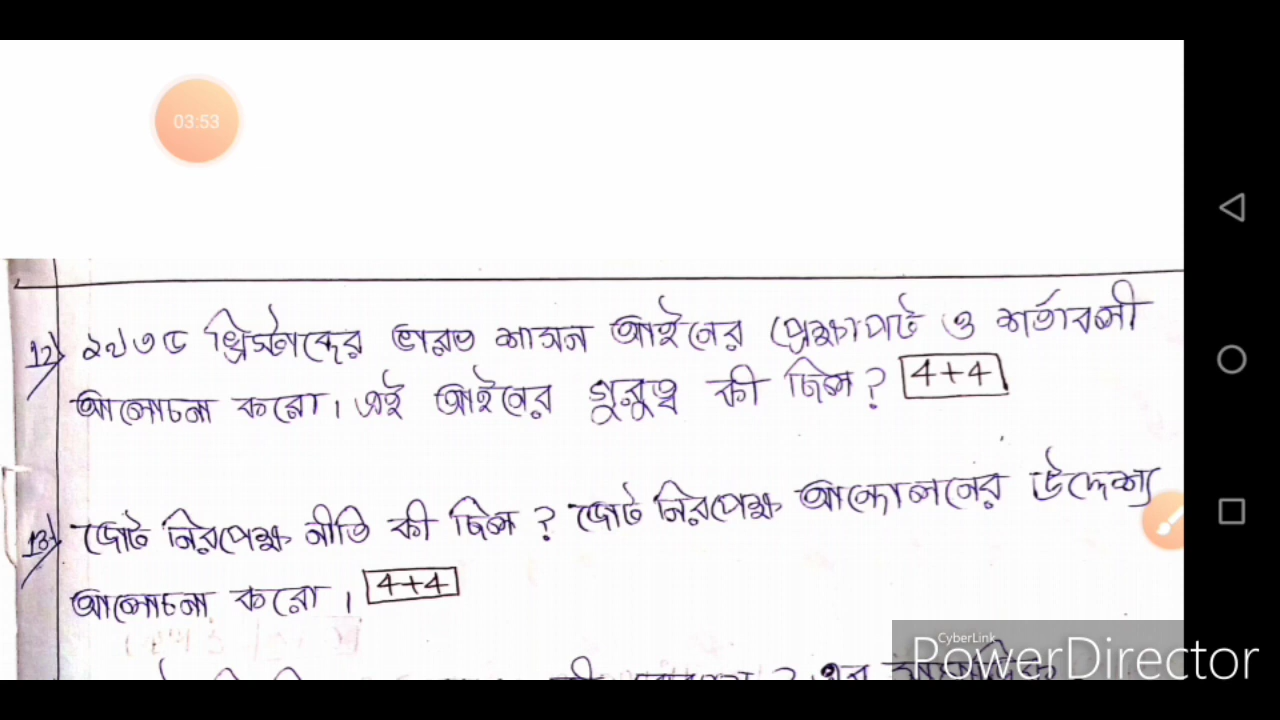 03:53
12) ১৯৩৫ খ্রিস্টাব্দের ভারত শাসন আইনের প্রেক্ষাপট ও শর্তাবলী
আলোচনা করো। এই আইনের গুরুত্ব কী ছিল? 4+4
13) জোট নিরপেক্ষ নীতি কী ছিল? জোট নিরপেক্ষ আন্দোলনের উদ্দেশ্য
আলোচনা করো। 4+4
CyberLink
PowerDirector